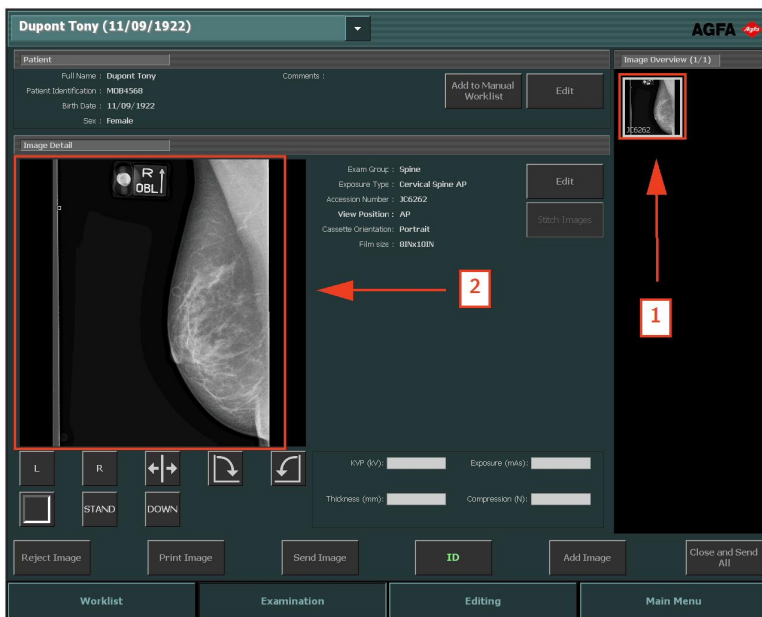 Dupont Tony (11/09/1922)
AGFA
Agfa
Patient
Full Name : Dupont Tony
Patient Identification : MOB4568
Birth Date : 11/09/1922
Sex : Female
Comments :
Add to Manual
Worklist
Edit
Image Overview (1/1)
JC6262
1
Image Detail
R
OBL
2
Exam Group : Spine
Exposure Type : Cervical Spine AP
Accession Number : JC6262
View Position : AP
Cassette Orientation: Portrait
Film size : 8INx10IN
Edit
Stitch Images
L
R
STAND
DOWN
KVP (kV):
Exposure (mAs):
Thickness (mm):
Compression (N):
Reject Image
Print Image
Send Image
ID
Add Image
Close and Send
All
Worklist
Examination
Editing
Main Menu